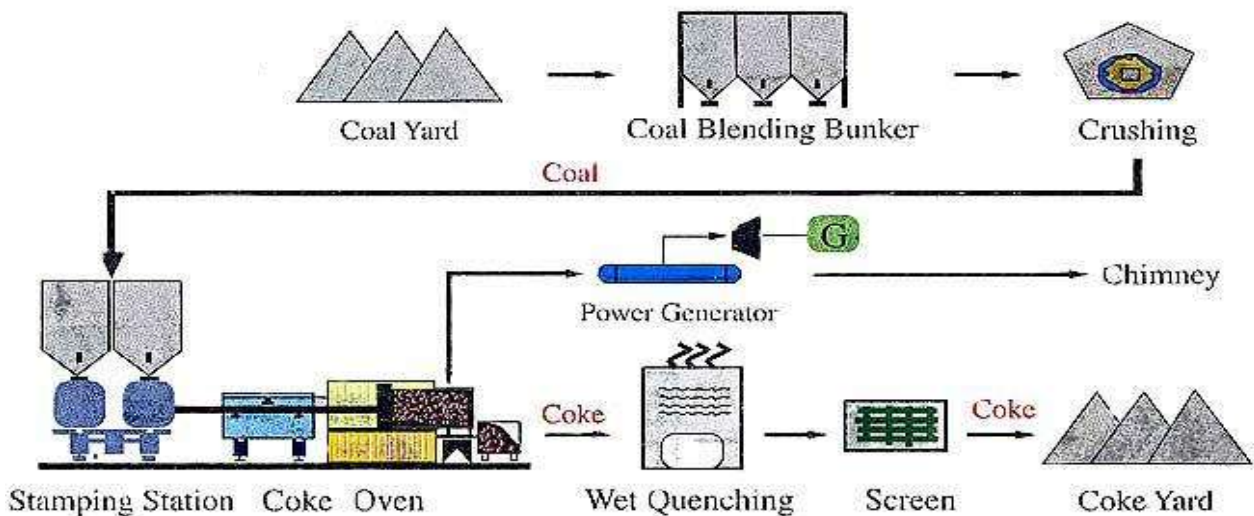 Coal Yard
Coal Blending Bunker
Crushing
Coal
G
Power Generator
Chimney
Coke
Coke
Stamping Station
Coke Oven
Wet Quenching
Screen
Coke Yard